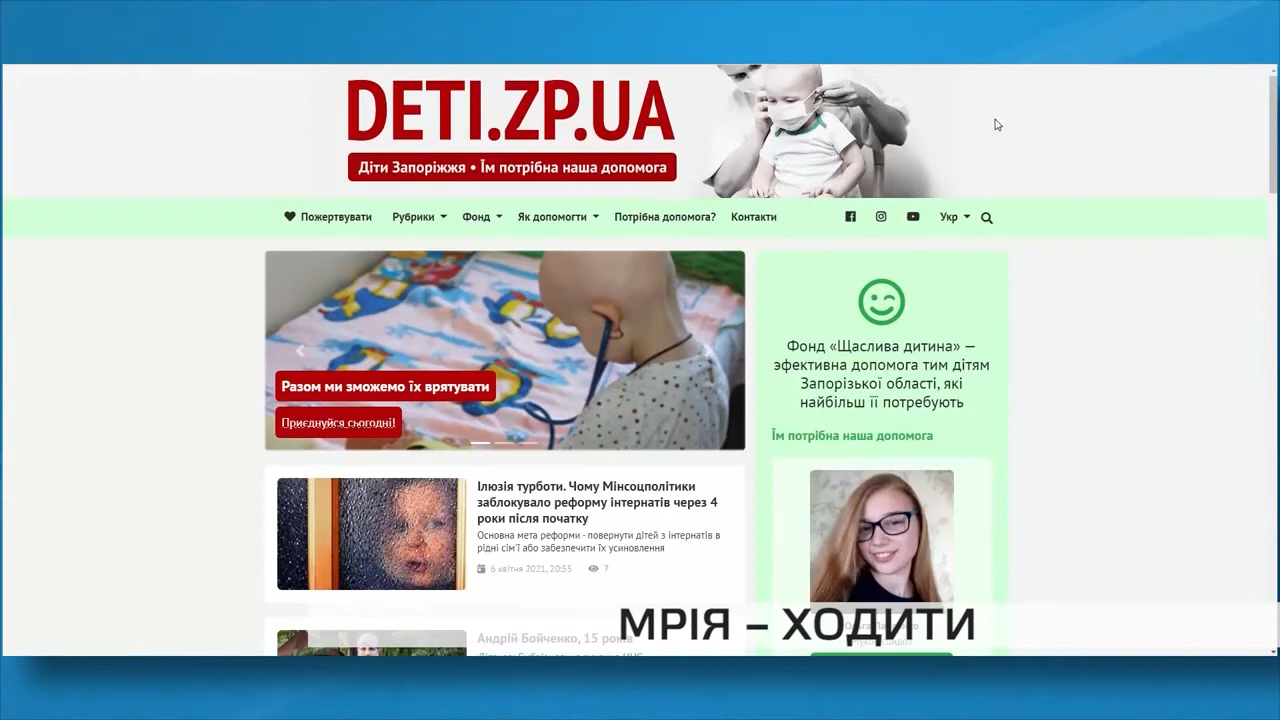 DETI.ZP.UA
Діти Запоріжжя • Їм потрібна наша допомога
Пожертвувати Рубрики Фонд Як допомогти Потрібна допомога? Контакти Укр
Разом ми зможемо їх врятувати
Приєднуйся сьогодні!
Фонд «Щаслива дитина» —
эфективна допомога тим дітям
Запорізької області, які
найбільш її потребують
Їм потрібна наша допомога
Ілюзія турботи. Чому Мінсоцполітики
заблокувало реформу інтернатів через 4
роки після початку
Основна мета реформи - повернути дітей з інтернатів в
рідні сім'ї або забезпечити їх усиновлення
6 квітня 2021, 20:55 7
Андрій Бойченко, 15 років
МРІЯ – ХОДИТИ